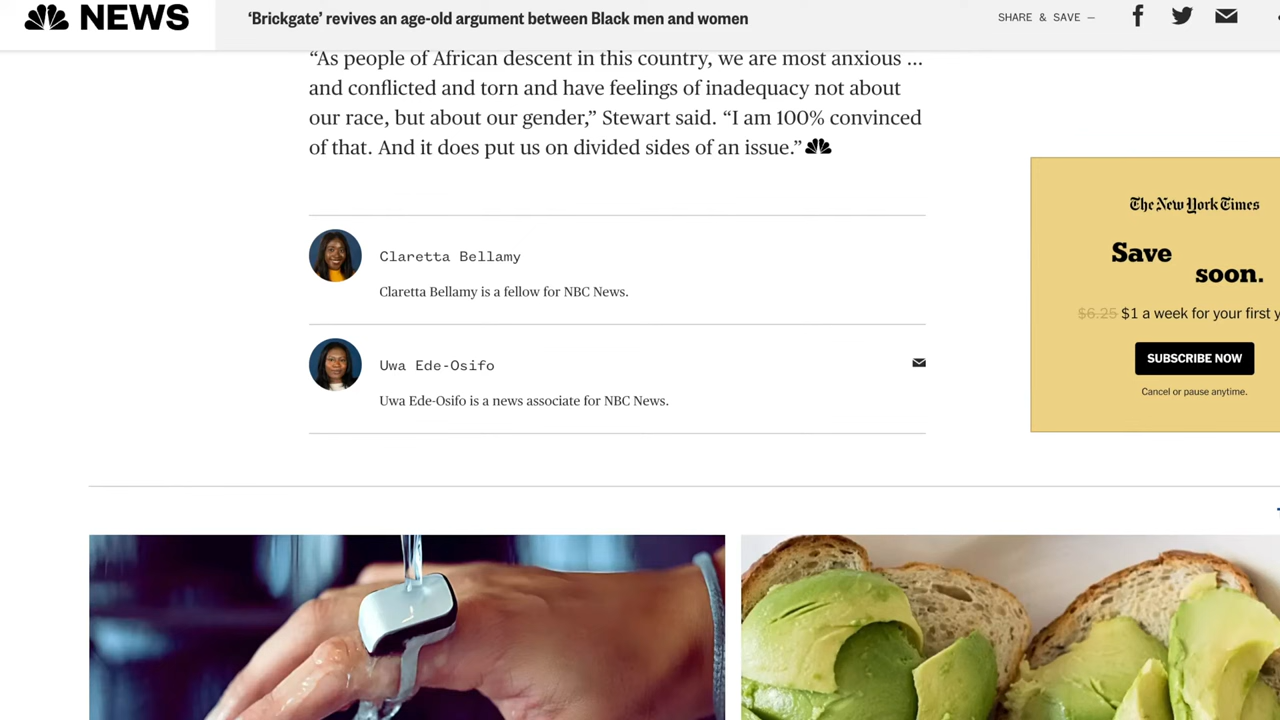 NEWS
‘Brickgate’ revives an age-old argument between Black men and women
SHARE & SAVE —
“As people of African descent in this country, we are most anxious ...
and conflicted and torn and have feelings of inadequacy not about
our race, but about our gender,” Stewart said. “I am 100% convinced
of that. And it does put us on divided sides of an issue.”
Claretta Bellamy
Claretta Bellamy is a fellow for NBC News.
Uwa Ede-Osifo
Uwa Ede-Osifo is a news associate for NBC News.
The New York Times
Save
soon.
$6.25 $1 a week for your first y
SUBSCRIBE NOW
Cancel or pause anytime.